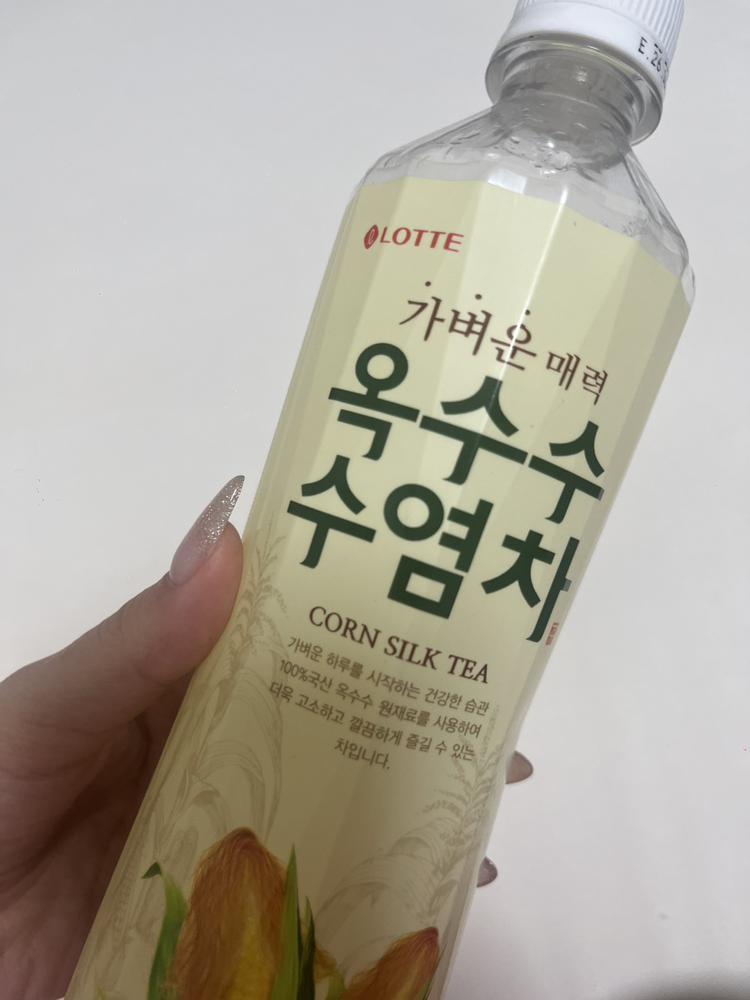 LOTTE
가벼운 매력
옥수수
수염차
CORN SILK TEA
가벼운 하루를 시작하는 건강한 습관
100%국산 옥수수 원재료를 사용하여
더욱 고소하고 깔끔하게 즐길 수 있는
차입니다.